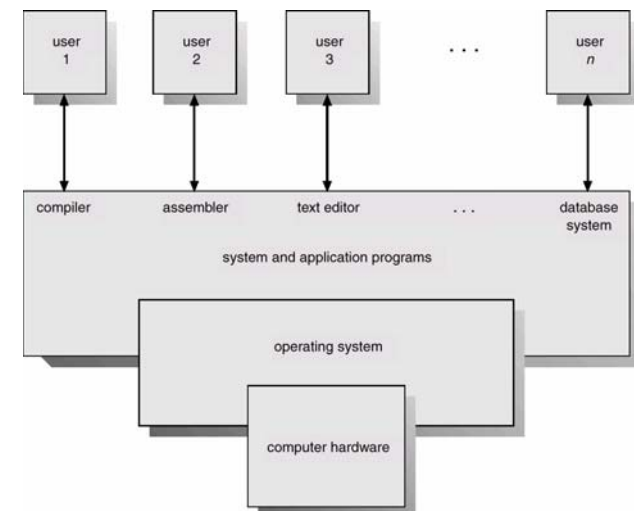 user user user . . . user
1 2 3 n
compiler assembler text editor . . . database
system
system and application programs
operating system
computer hardware